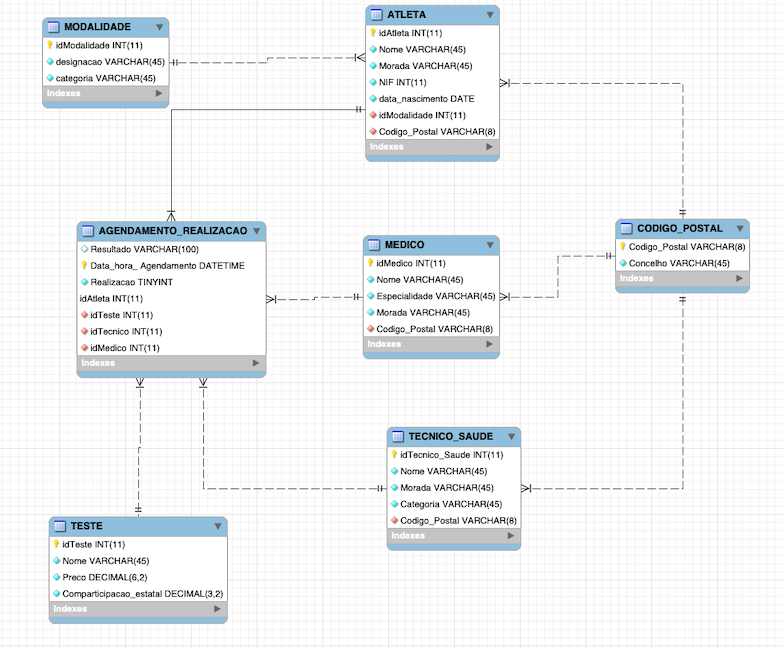 MODALIDADE
idModalidade INT(11)
designacao VARCHAR(45)
categoria VARCHAR(45)
Indexes
ATLETA
idAtleta INT(11)
Nome VARCHAR(45)
Morada VARCHAR(45)
NIF INT(11)
data_nascimento DATE
idModalidade INT(11)
Codigo_Postal VARCHAR(8)
Indexes
AGENDAMENTO_REALIZACAO
Resultado VARCHAR(100)
Data_hora_ Agendamento DATETIME
Realizacao TINYINT
idAtleta INT(11)
idTeste INT(11)
idTecnico INT(11)
idMedico INT(11)
Indexes
MEDICO
idMedico INT(11)
Nome VARCHAR(45)
Especialidade VARCHAR(45)
Morada VARCHAR(45)
Codigo_Postal VARCHAR(8)
Indexes
CODIGO_POSTAL
Codigo_Postal VARCHAR(8)
Concelho VARCHAR(45)
Indexes
TECNICO_SAUDE
idTecnico_Saude INT(11)
Nome VARCHAR(45)
Morada VARCHAR(45)
Categoria VARCHAR(45)
Codigo_Postal VARCHAR(8)
Indexes
TESTE
idTeste INT(11)
Nome VARCHAR(45)
Preco DECIMAL(6,2)
Comparticipacao_estatal DECIMAL(3,2)
Indexes